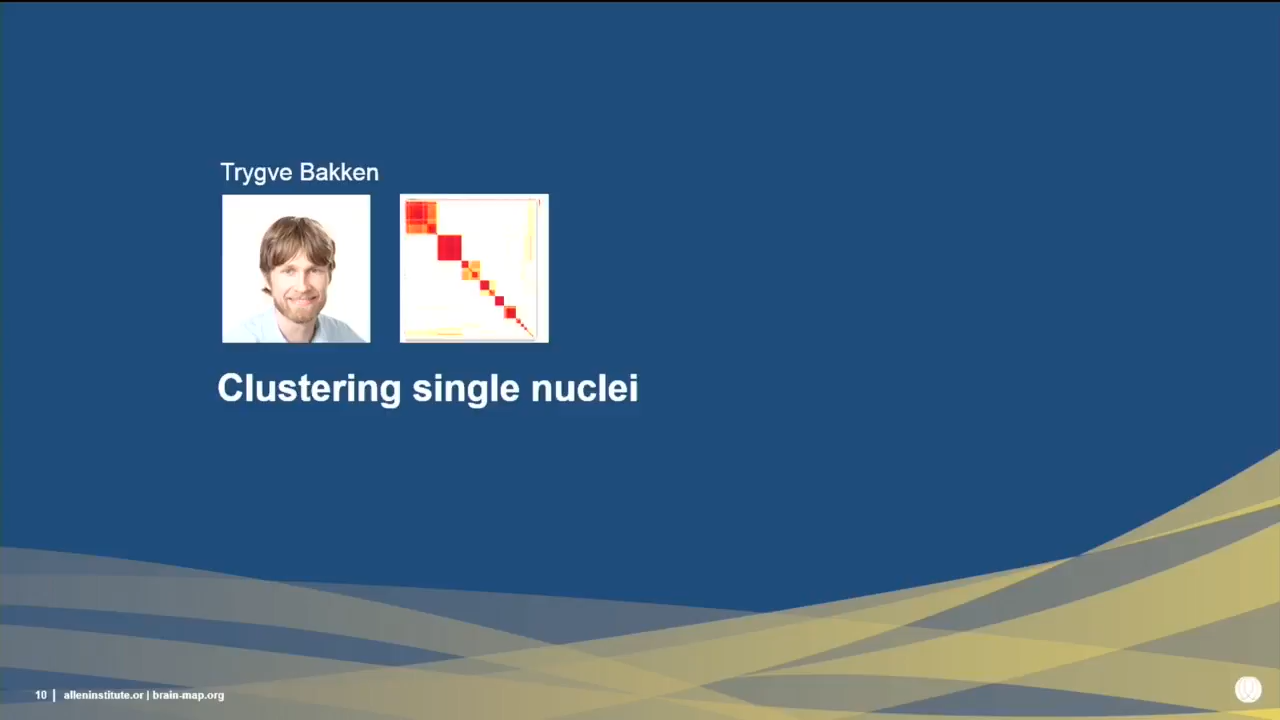 Trygve Bakken
Clustering single nuclei
10 | alleninstitute.or | brain-map.org